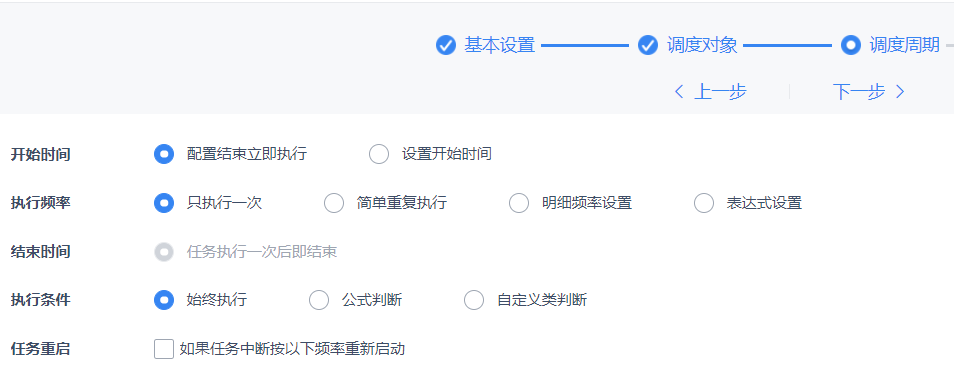 基本设置 调度对象 调度周期
上一步 下一步
开始时间 配置结束立即执行 设置开始时间
执行频率 只执行一次 简单重复执行 明细频率设置 表达式设置
结束时间 任务执行一次后即结束
执行条件 始终执行 公式判断 自定义类判断
任务重启 如果任务中断按以下频率重新启动